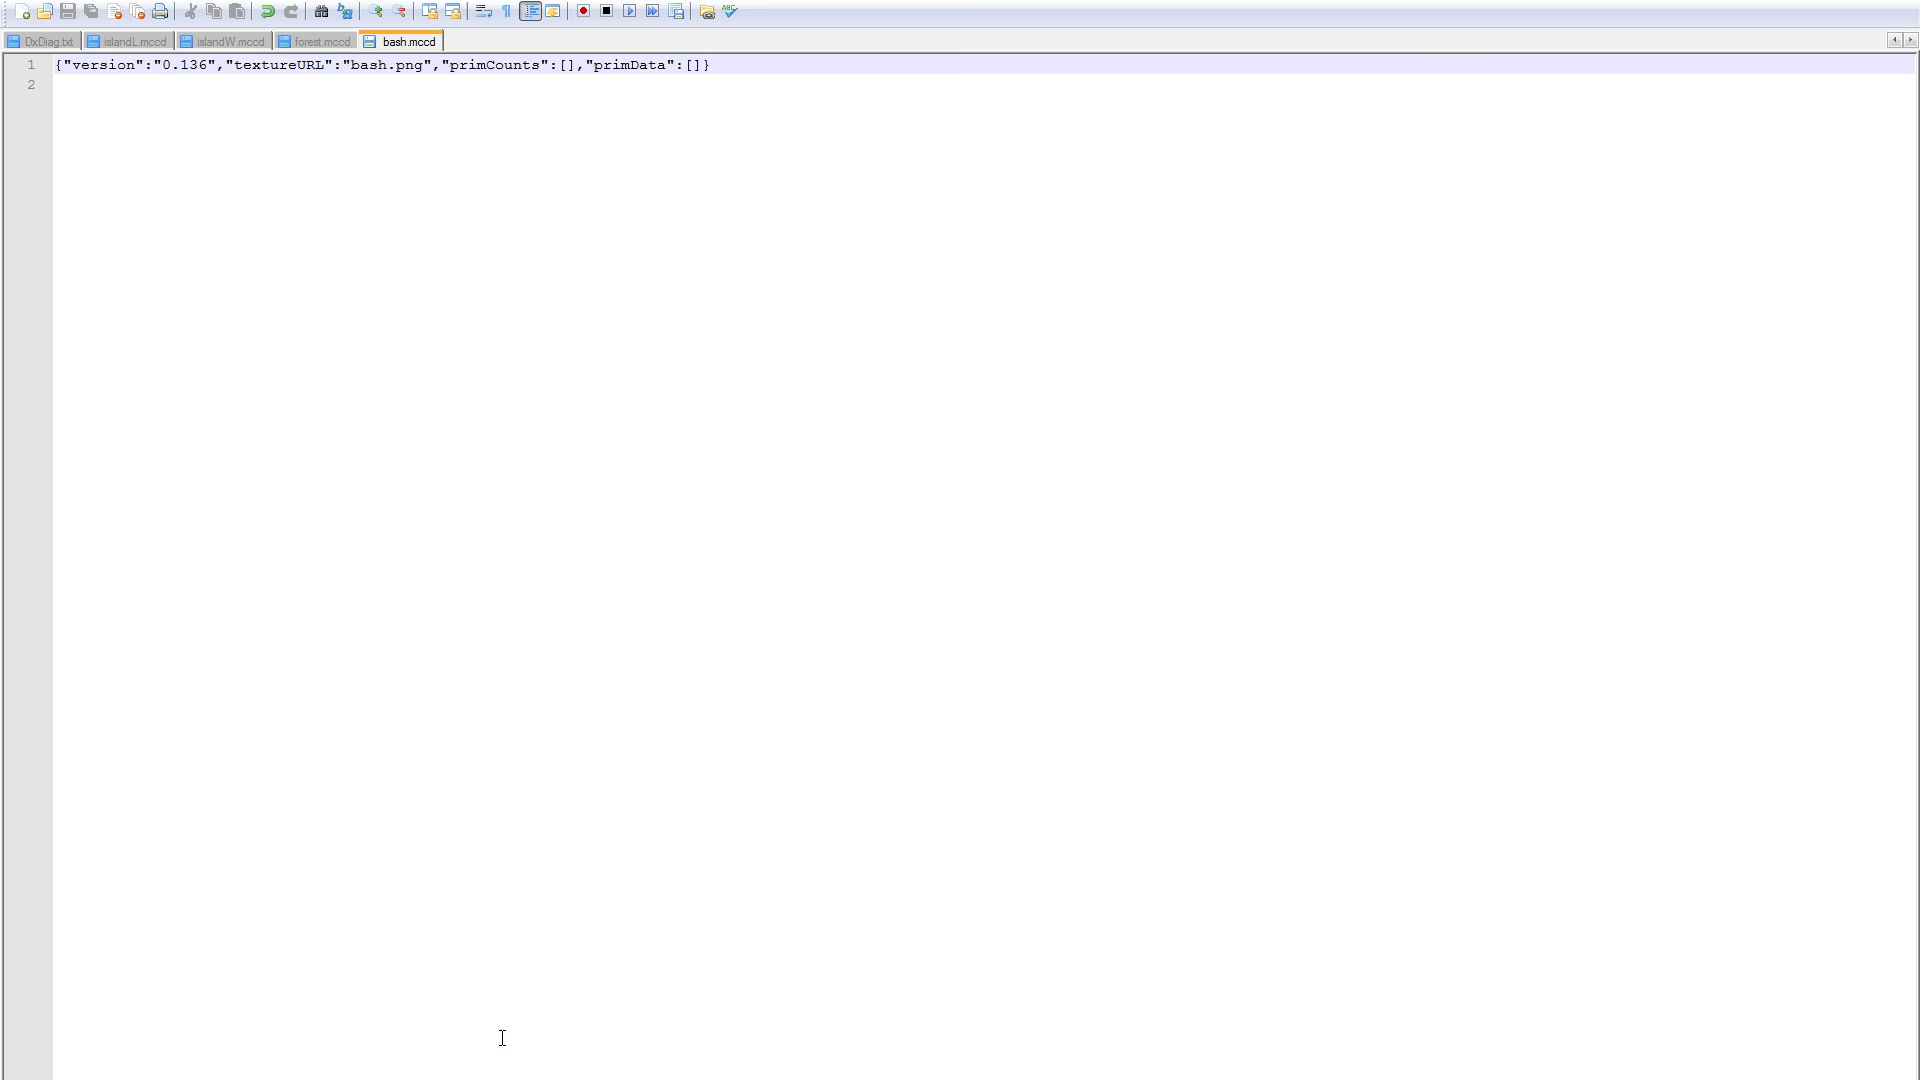 DxDiag.txt islandL.mccd islandW.mccd forest.mccd bash.mccd
1 {"version":"0.136","textureURL":"bash.png","primCounts":[],"primData":[]}
2